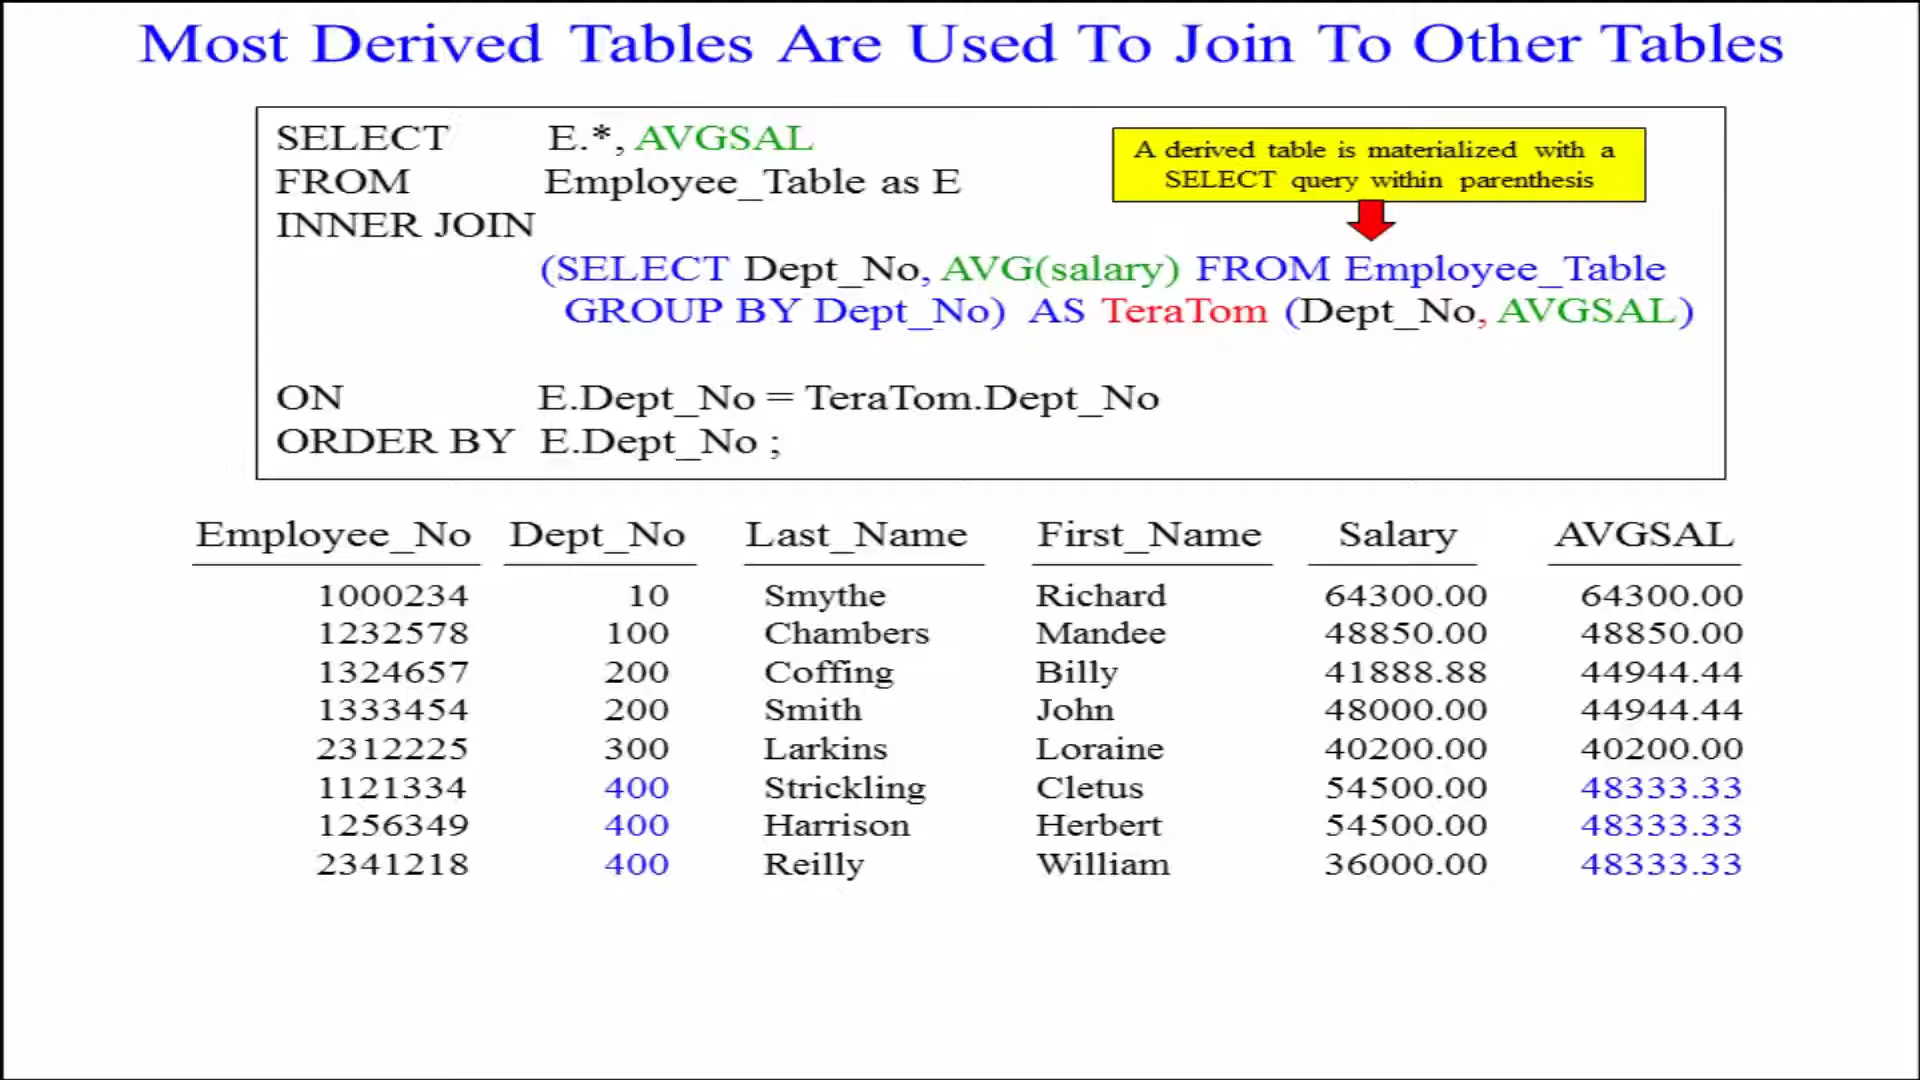 Most Derived Tables Are Used To Join To Other Tables
SELECT E.*, AVGSAL
FROM Employee_Table as E
INNER JOIN
A derived table is materialized with a
SELECT query within parenthesis
(SELECT Dept_No, AVG(salary) FROM Employee_Table
GROUP BY Dept_No) AS TeraTom (Dept_No, AVGSAL)
ON E.Dept_No = TeraTom.Dept_No
ORDER BY E.Dept_No ;
Employee_No Dept_No Last_Name First_Name Salary AVGSAL
1000234 10 Smythe Richard 64300.00 64300.00
1232578 100 Chambers Mandee 48850.00 48850.00
1324657 200 Coffing Billy 41888.88 44944.44
1333454 200 Smith John 48000.00 44944.44
2312225 300 Larkins Loraine 40200.00 40200.00
1121334 400 Strickling Cletus 54500.00 48333.33
1256349 400 Harrison Herbert 54500.00 48333.33
2341218 400 Reilly William 36000.00 48333.33